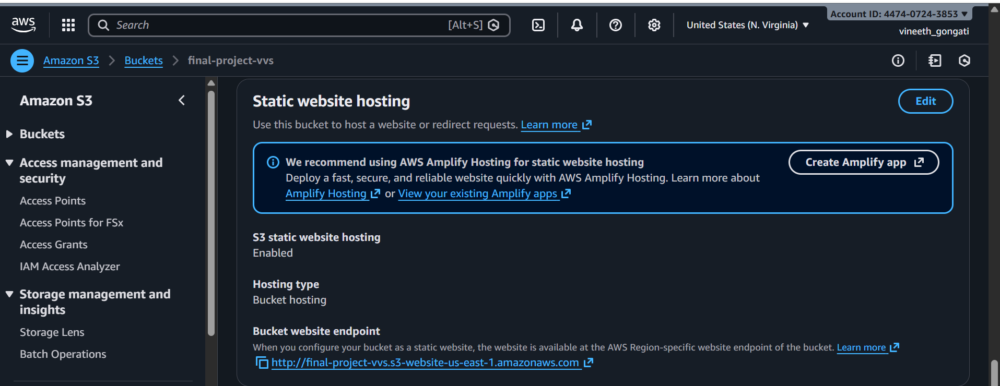 aws
Search
[Alt+S]
United States (N. Virginia)
Account ID: 4474-0724-3853
vineeth_gongati
Amazon S3
Buckets
final-project-vvs
Amazon S3
Buckets
Access management and
security
Access Points
Access Points for FSx
Access Grants
IAM Access Analyzer
Storage management and
insights
Storage Lens
Batch Operations
Static website hosting
Edit
Use this bucket to host a website or redirect requests. Learn more
We recommend using AWS Amplify Hosting for static website hosting
Deploy a fast, secure, and reliable website quickly with AWS Amplify Hosting. Learn more about
Amplify Hosting or View your existing Amplify apps
Create Amplify app
S3 static website hosting
Enabled
Hosting type
Bucket hosting
Bucket website endpoint
When you configure your bucket as a static website, the website is available at the AWS Region-specific website endpoint of the bucket. Learn more
http://final-project-vvs.s3-website-us-east-1.amazonaws.com